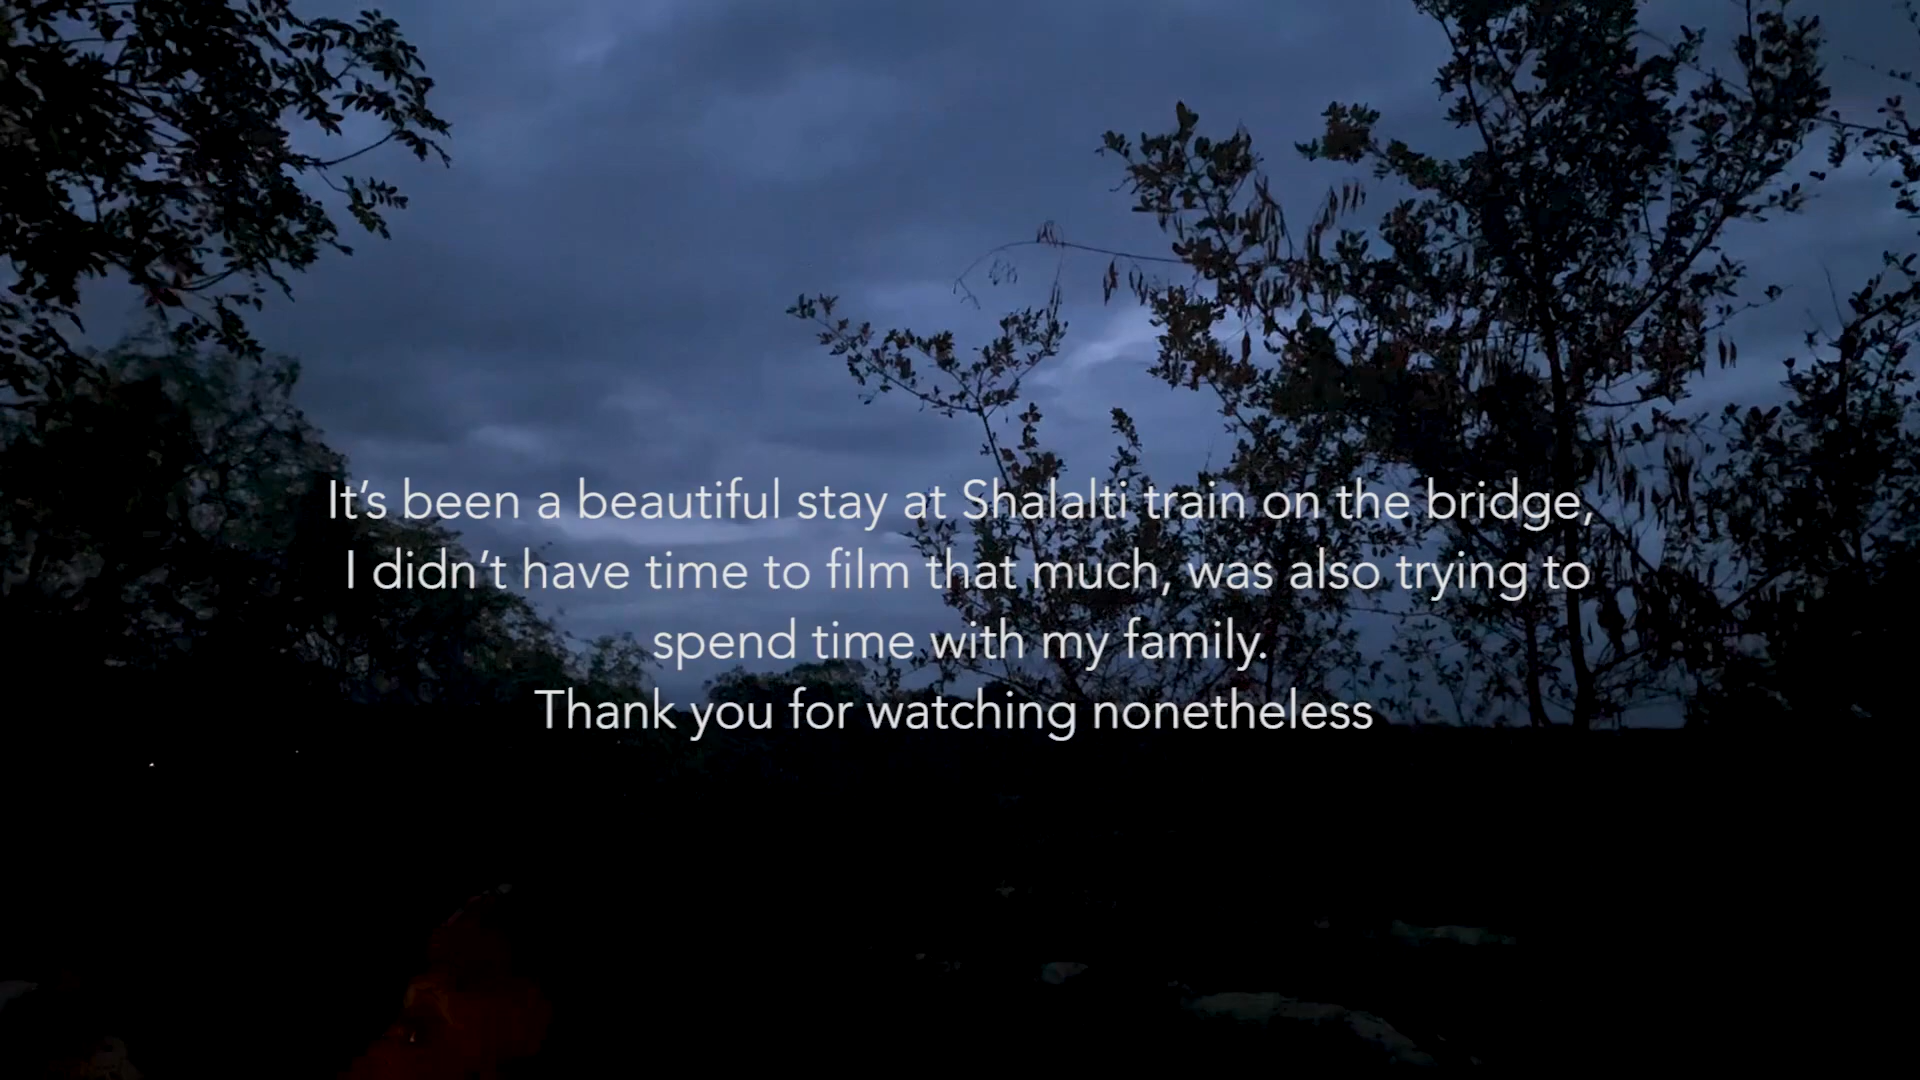 It’s been a beautiful stay at Shalalti train on the bridge,
I didn’t have time to film that much, was also trying to
spend time with my family.
Thank you for watching nonetheless